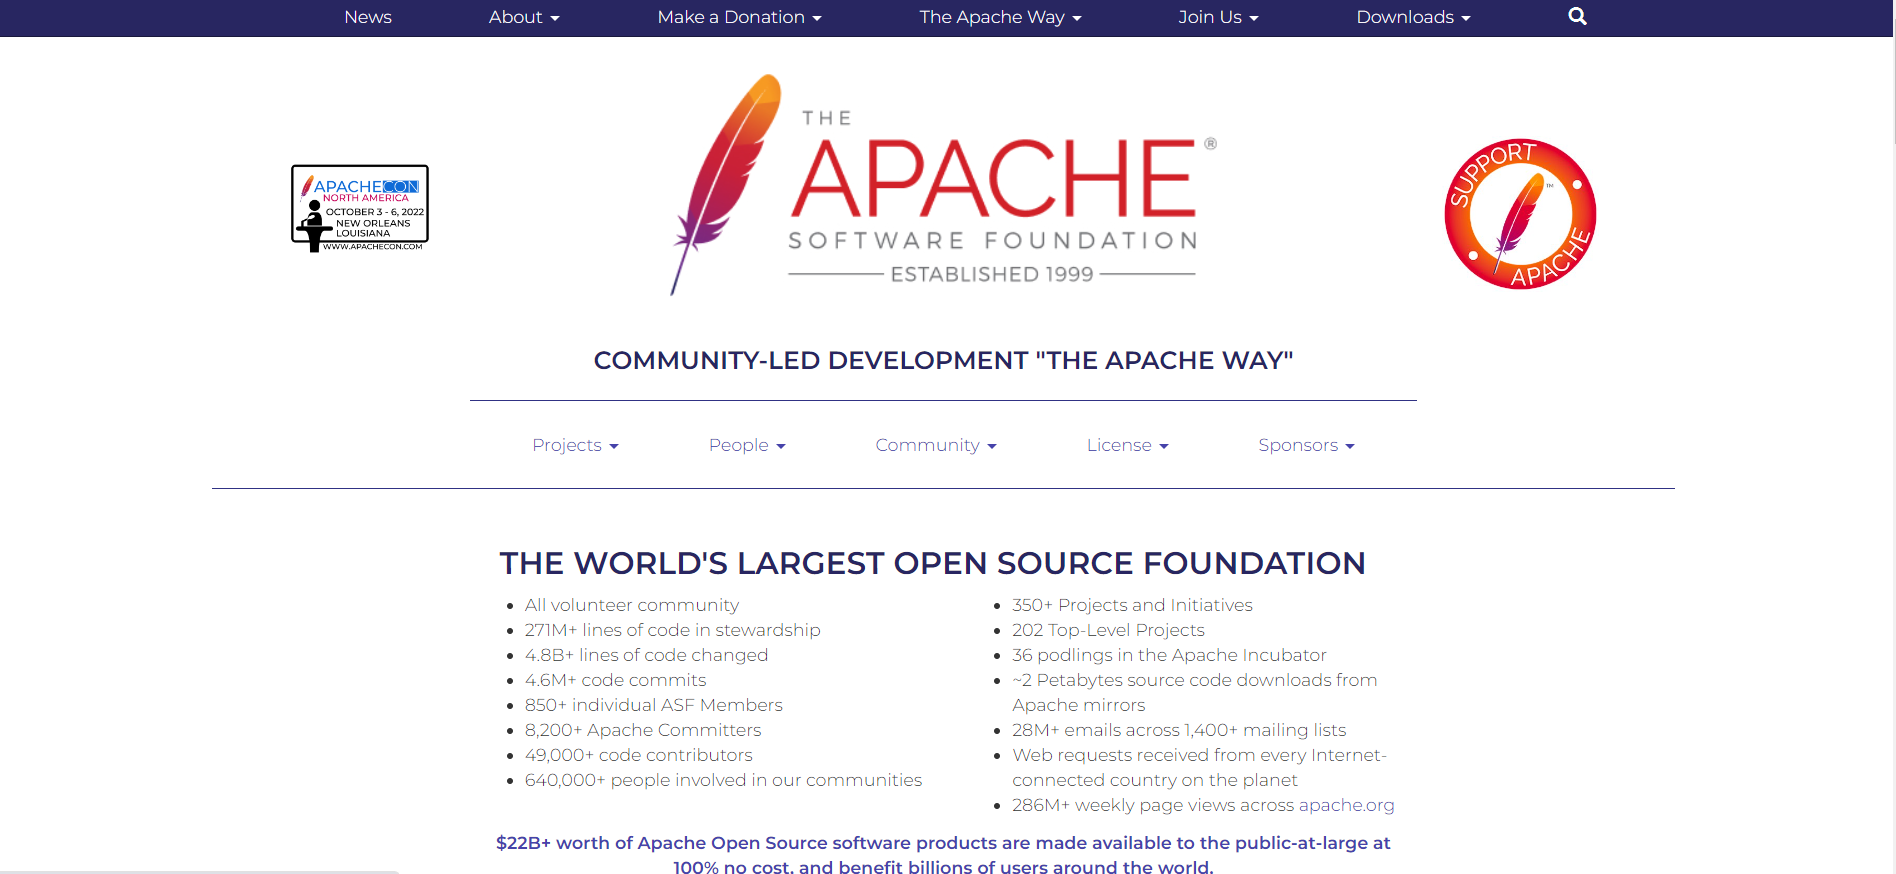 News About Make a Donation The Apache Way Join Us Downloads
APACHECON
NORTH AMERICA
OCTOBER 3 - 6, 2022
NEW ORLEANS
LOUISIANA
WWW.APACHECON.COM
THE
APACHE®
SOFTWARE FOUNDATION
ESTABLISHED 1999
SUPPORT
™
APACHE
COMMUNITY-LED DEVELOPMENT "THE APACHE WAY"
Projects People Community License Sponsors
THE WORLD'S LARGEST OPEN SOURCE FOUNDATION
All volunteer community
271M+ lines of code in stewardship
4.8B+ lines of code changed
4.6M+ code commits
850+ individual ASF Members
8,200+ Apache Committers
49,000+ code contributors
640,000+ people involved in our communities
350+ Projects and Initiatives
202 Top-Level Projects
36 podlings in the Apache Incubator
~2 Petabytes source code downloads from
Apache mirrors
28M+ emails across 1,400+ mailing lists
Web requests received from every Internet-
connected country on the planet
286M+ weekly page views across apache.org
$22B+ worth of Apache Open Source software products are made available to the public-at-large at
100% no cost, and benefit billions of users around the world.